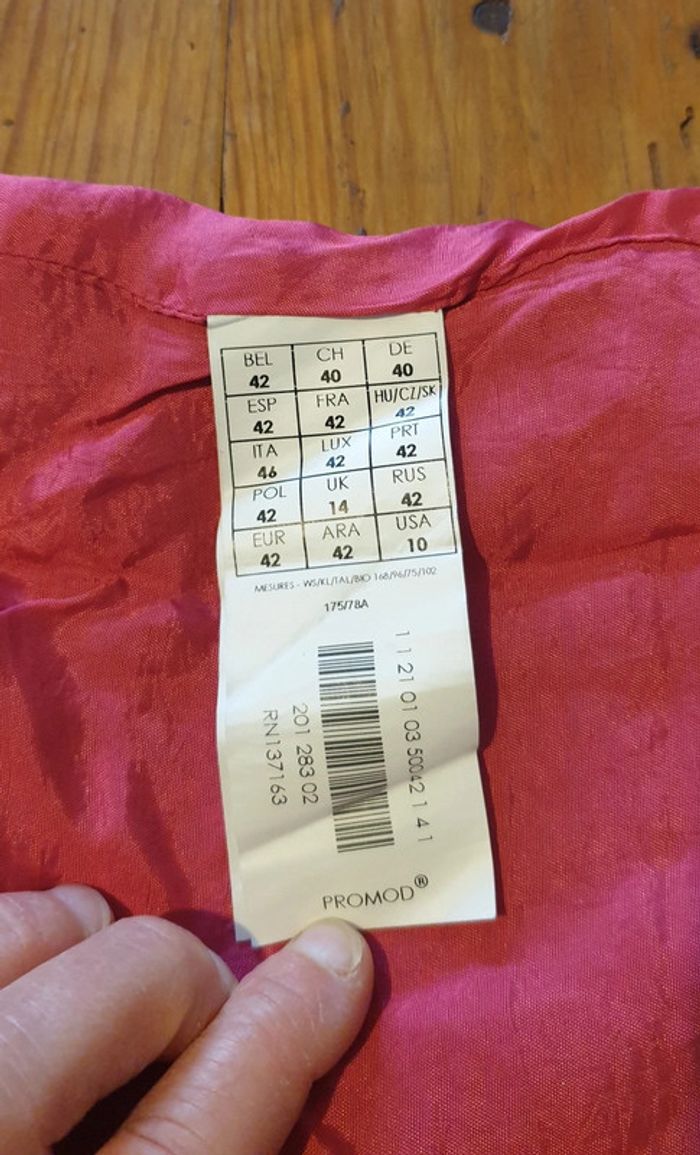 BEL CH DE
42 40 40
ESP FRA HU/CZ/SK
42 42 42
ITA LUX PRT
46 42 42
POL UK RUS
42 14 42
EUR ARA USA
42 42 10
MESURES - WS/KL/TAL/BIO 168/96/75/102
175/78A
1 1 21 01 03 50042 1 4 1
201 283 02
RN137163
PROMOD®